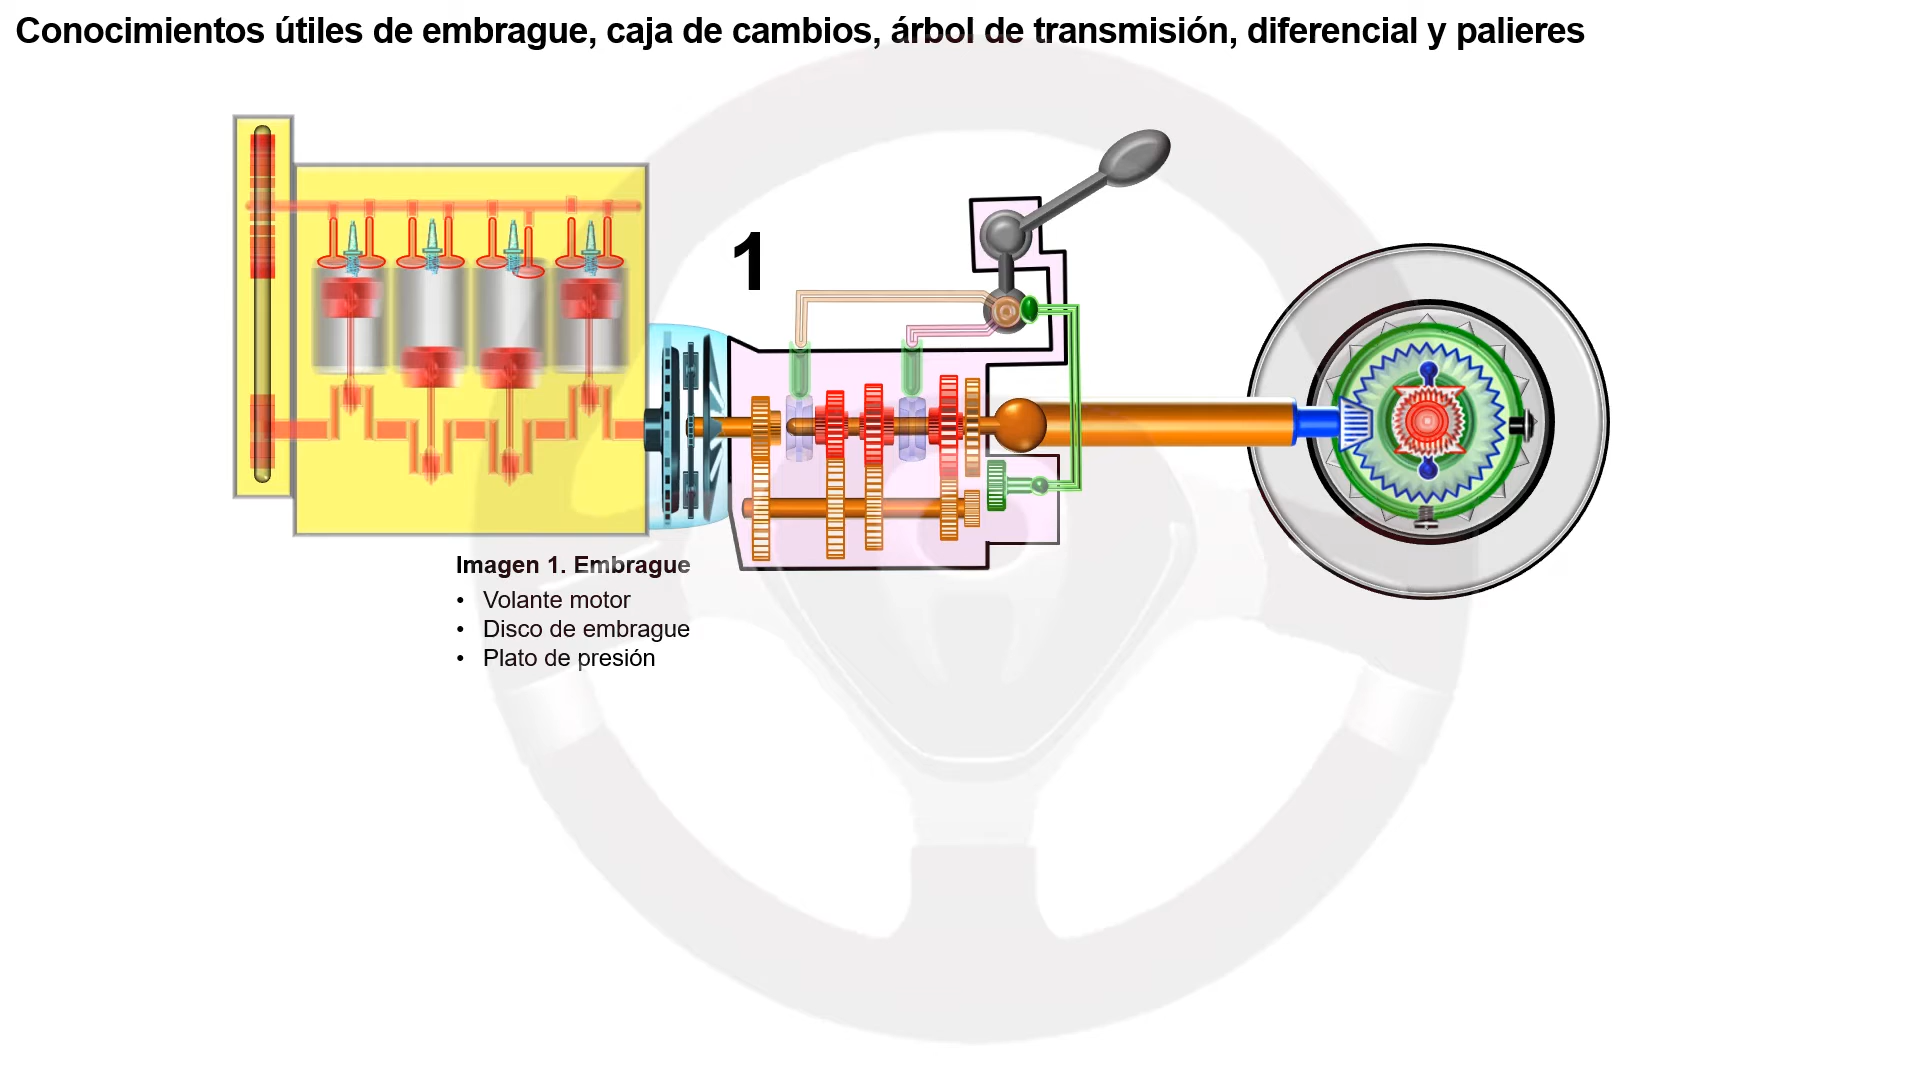 Conocimientos útiles de embrague, caja de cambios, árbol de transmisión, diferencial y palieres
1
Imagen 1. Embrague
• Volante motor
• Disco de embrague
• Plato de presión